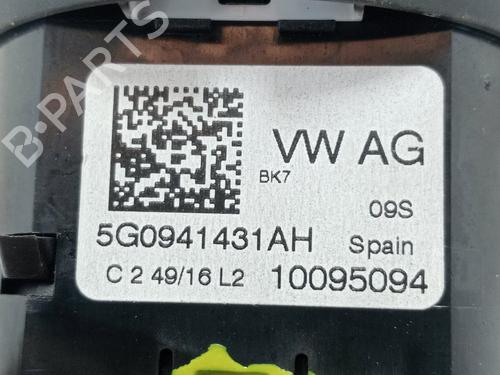 B-PARTS
VW AG
BK7
09S
5G0941431AH Spain
C 2 49/16 L2 10095094